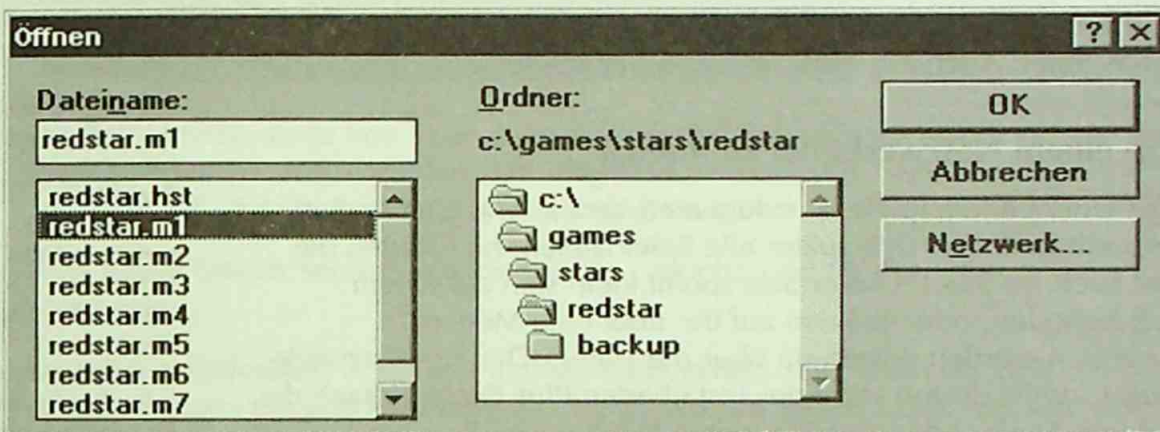 Öffnen
? ×
Dateiname:
redstar.m1
redstar.hst
redstar.m1
redstar.m2
redstar.m3
redstar.m4
redstar.m5
redstar.m6
redstar.m7
Ordner:
c:\games\stars\redstar
c:\
games
stars
redstar
backup
OK
Abbrechen
Netzwerk...